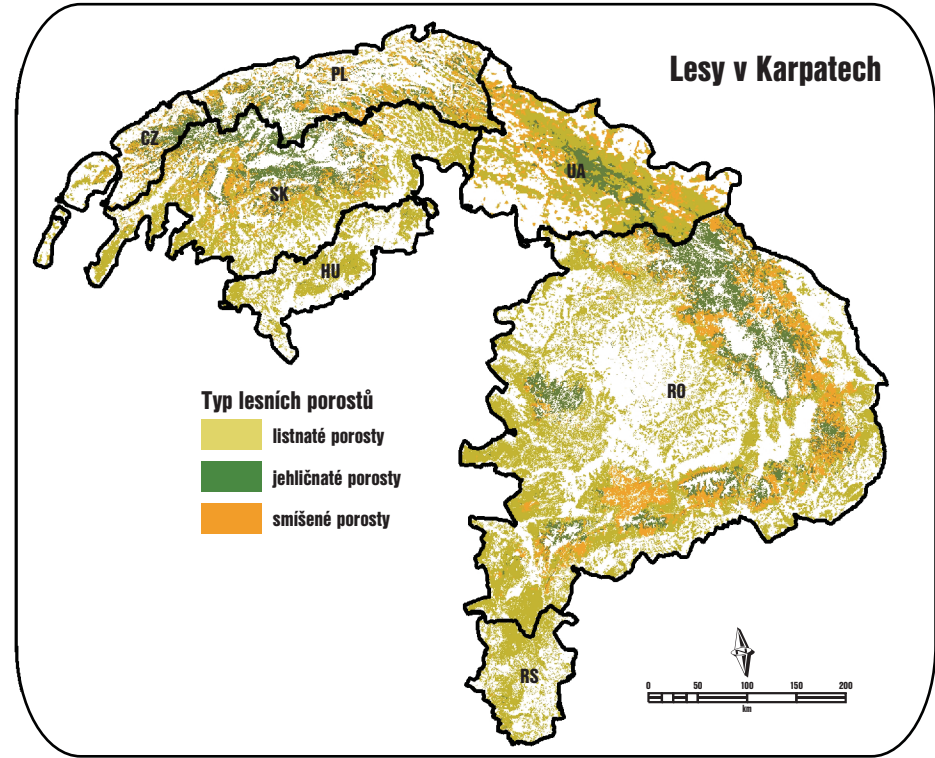 Lesy v Karpatech
PL
CZ
SK
UA
HU
RO
RS
Typ lesních porostů
listnaté porosty
jehličnaté porosty
smíšené porosty
0 50 100 150 200
km